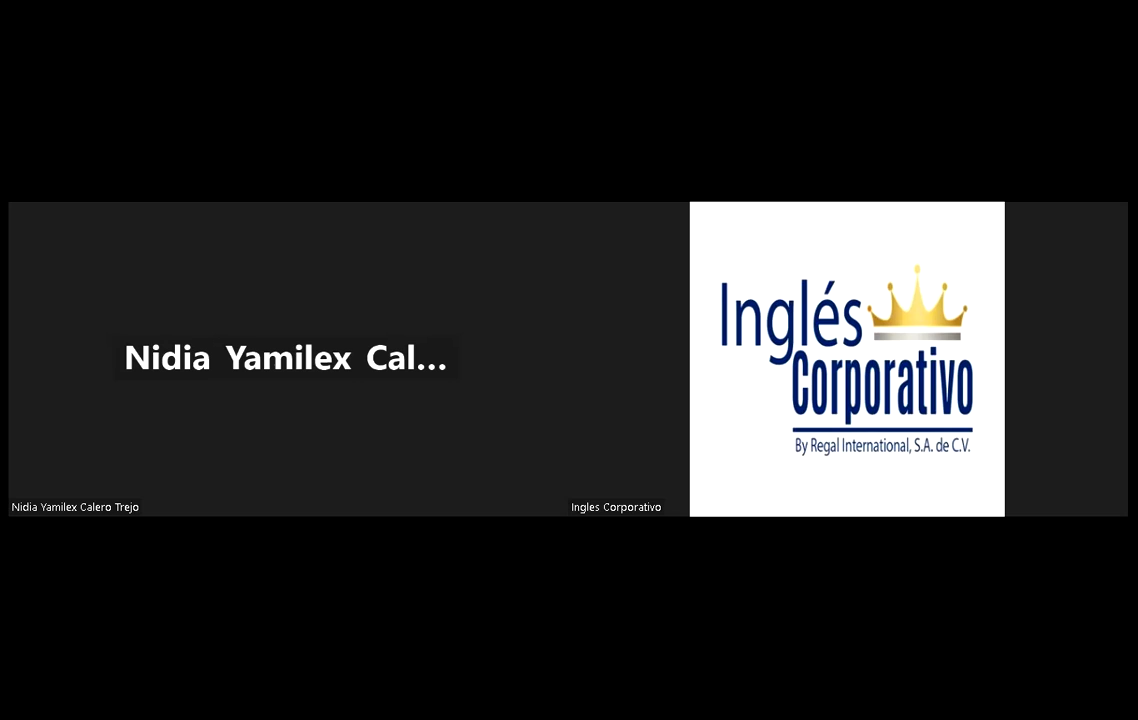 Nidia Yamilex Cal...
Nidia Yamilex Calero Trejo
Inglés
Corporativo
By Regal International, S.A. de C.V.
Ingles Corporativo